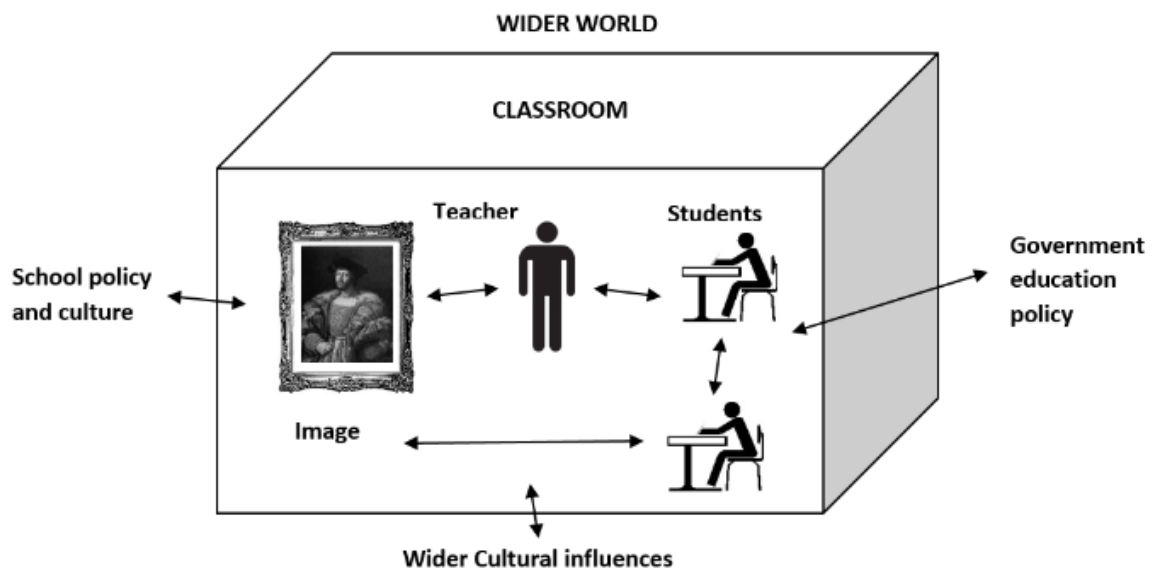 WIDER WORLD
CLASSROOM
Teacher
Students
School policy
and culture
Government
education
policy
Image
Wider Cultural influences